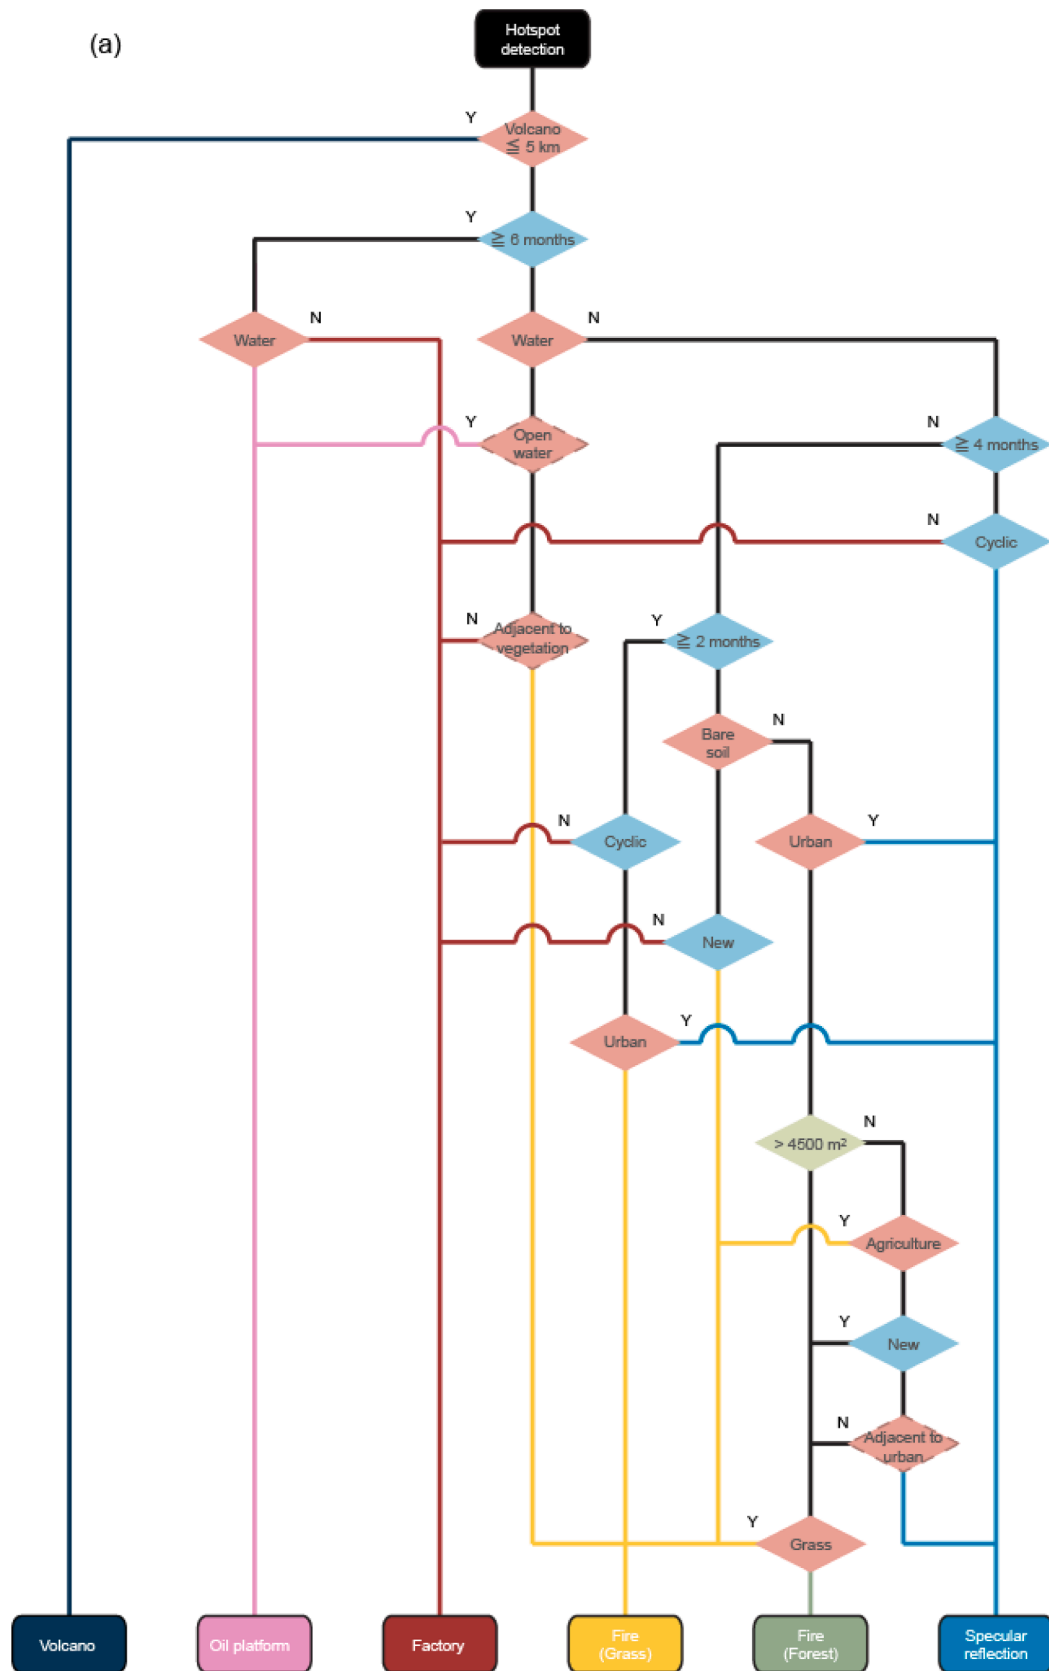 (a)
Hotspot
detection
Y
Volcano
≦ 5 km
Y
≧ 6 months
Water
N
Water
N
Y
Open
water
N
≧ 4 months
N
Cyclic
N
Adjacent to
vegetation
Y
≧ 2 months
Bare
soil
N
N
Cyclic
Urban
Y
N
New
Urban
Y
> 4500 m²
N
Y
Agriculture
Y
New
N
Adjacent to
urban
Y
Grass
Volcano
Oil platform
Factory
Fire
(Grass)
Fire
(Forest)
Specular
reflection